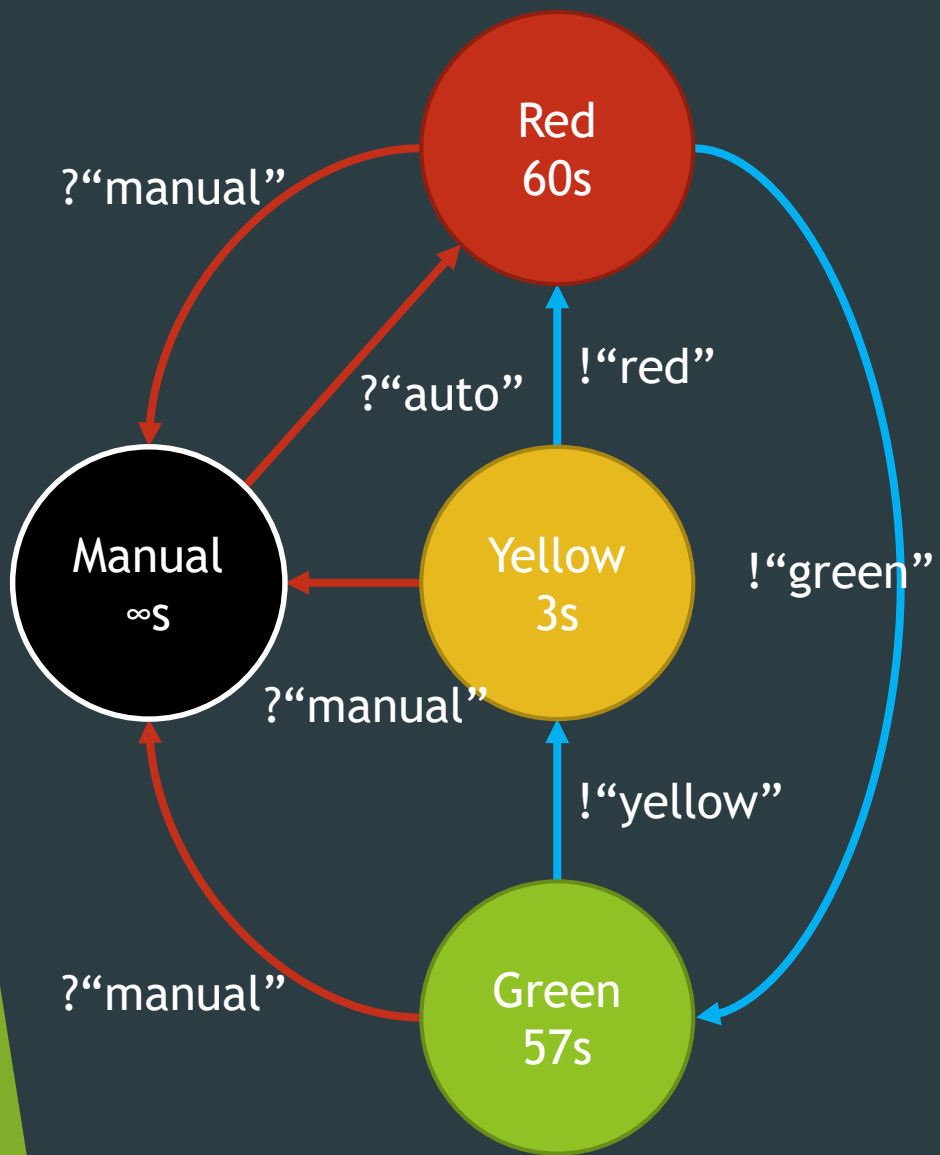 Red
60s
?“manual”
!“red”
?“auto”
Manual
∞s
Yellow
3s
!“green”
?“manual”
!“yellow”
?“manual”
Green
57s